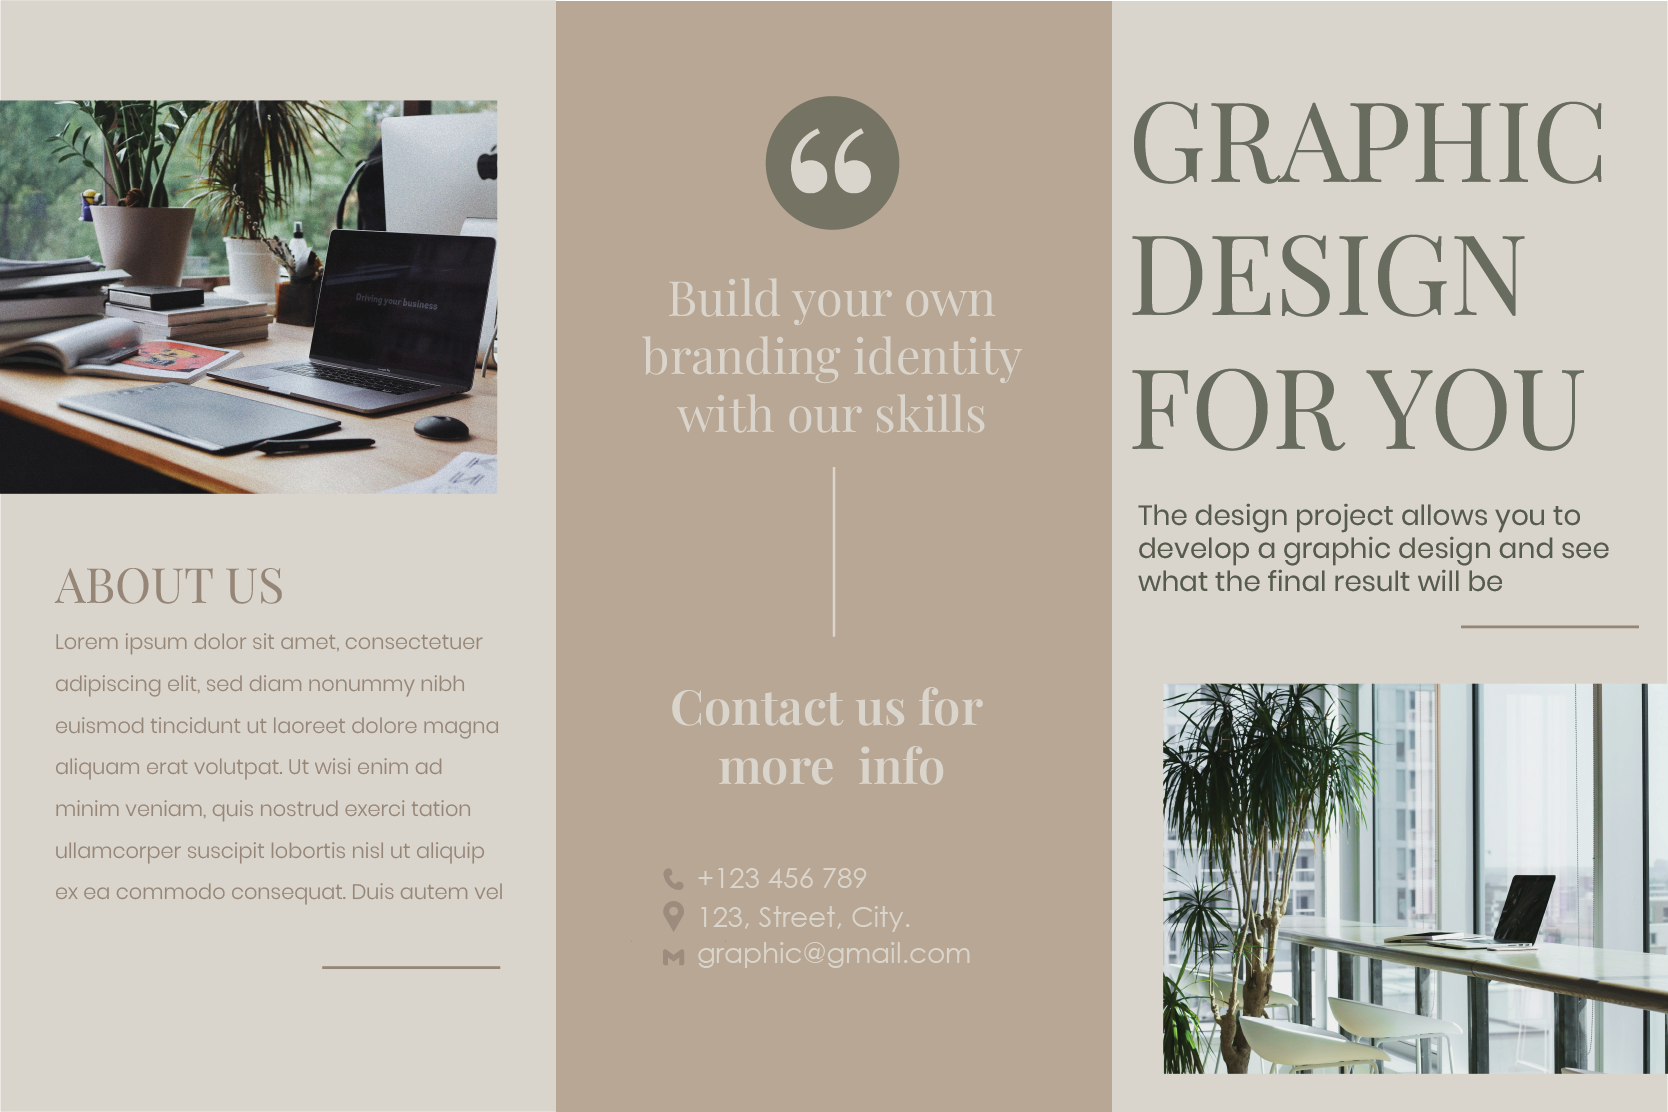 Driving your business
ABOUT US
Lorem ipsum dolor sit amet, consectetuer
adipiscing elit, sed diam nonummy nibh
euismod tincidunt ut laoreet dolore magna
aliquam erat volutpat. Ut wisi enim ad
minim veniam, quis nostrud exerci tation
ullamcorper suscipit lobortis nisl ut aliquip
ex ea commodo consequat. Duis autem vel
“
Build your own
branding identity
with our skills
Contact us for
more  info
+123 456 789
123, Street, City.
graphic@gmail.com
GRAPHIC
DESIGN
FOR YOU
The design project allows you to
develop a graphic design and see
what the final result will be